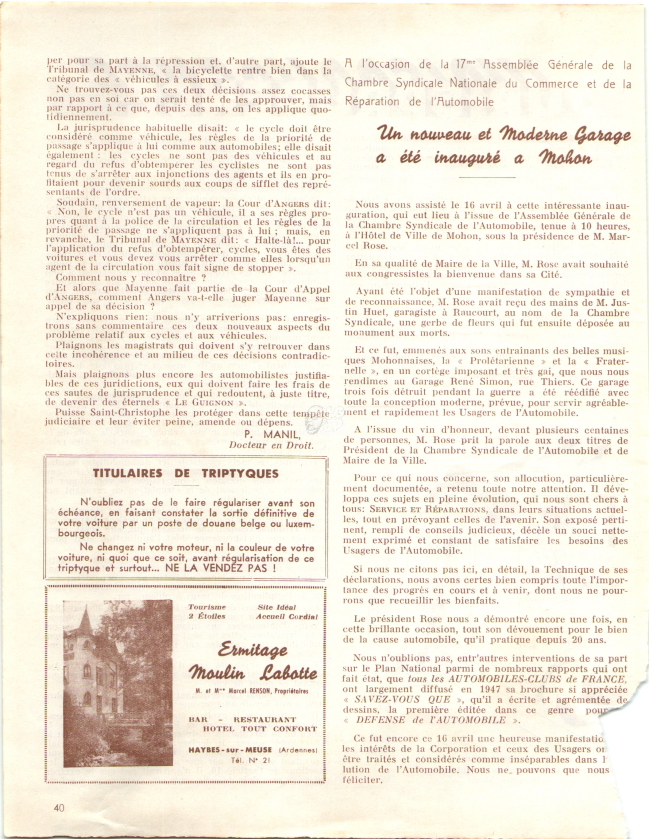 per pour sa part à la répression et, d'autre part, ajoute le
Tribunal de MAYENNE, « la bicyclette rentre bien dans la
catégorie des « véhicules à essieux ».
Ne trouvez-vous pas ces deux décisions assez cocasses
non pas en soi car on serait tenté de les approuver, mais
par rapport à ce que, depuis des ans, on les applique quo-
tidiennement.
La jurisprudence habituelle disait: « le cycle doit être
considéré comme véhicule, les règles de la priorité de
passage s'applique à lui comme aux automobiles; elle disait
également : les cycles ne sont pas des véhicules et au
regard du refus d'obtemperer les cyclistes ne sont pas
tenus de s'arrêter aux injonctions des agents et ils en pro-
fitaient pour devenir sourds aux coups de sifflet des repré-
sentants de l'ordre.
Soudain, renversement de vapeur: la Cour d'ANGERS dit:
« Non, le cycle n'est pas un véhicule, il a ses règles pro-
pres quant à la police de la circulation et les règles de la
priorité de passage ne s'appliquent pas à lui ; mais, en
revanche, le Tribunal de MAYENNE dit: « Halte-là!... pour
l'application du refus d'obtempérer, cycles, vous êtes des
voitures et vous devez vous arrêter comme elles lorsqu'un
agent de la circulation vous fait signe de stopper ».
Comment nous y reconnaître ?
Et alors que Mayenne fait partie de la Cour d'Appel
d'ANGERS, comment Angers va-t-elle juger Mayenne sur
appel de sa décision ?
N'expliquons rien: nous n'y arriverions pas: enregis-
trons sans commentaire ces deux nouveaux aspects du
problème relatif aux cycles et aux véhicules.
Plaignons les magistrats qui doivent s'y retrouver dans
cette incohérence et au milieu de ces décisions contradic-
toires.
Mais plaignons plus encore les automobilistes justifia-
bles de ces juridictions, eux qui doivent faire les frais de
ces sautes de jurisprudence et qui redoutent, à juste titre,
de devenir des éternels « LE GUIGNON ».
Puisse Saint-Christophe les protéger dans cette tempête
judiciaire et leur éviter peine, amende ou dépens.
P. MANIL,
Docteur en Droit.
TITULAIRES DE TRIPTYQUES
N'oubliez pas de le faire régulariser avant son
échéance, en faisant constater la sortie définitive de
votre voiture par un poste de douane belge ou luxem-
bourgeois.
Ne changez ni votre moteur, ni la couleur de votre
voiture, ni quoi que ce soit, avant régularisation de ce
triptyque et surtout... NE LA VENDEZ PAS !
Tourisme Site Idéal
2 Étoiles Accueil Cordial
Ermitage
Moulin Labotte
M. et Mme Marcel RENSON, Propriétaires
BAR - RESTAURANT
HOTEL TOUT CONFORT
HAYBES-sur-MEUSE (Ardennes)
Tél. N° 21
40
A l'occasion de la 17me Assemblée Générale de la
Chambre Syndicale Nationale du Commerce et de la
Réparation de l'Automobile
Un nouveau et Moderne Garage
a été inauguré a Mohon
Nous avons assisté le 16 avril à cette intéressante inau-
guration, qui eut lieu à l'issue de l'Assemblée Générale de
la Chambre Syndicale de l'Automobile, tenue à 10 heures,
à l'Hôtel de Ville de Mohon, sous la présidence de M. Mar-
cel Rose.
En sa qualité de Maire de la Ville, M. Rose avait souhaité
aux congressistes la bienvenue dans sa Cité.
Ayant été l'objet d'une manifestation de sympathie et
de reconnaissance, M. Rose avait reçu des mains de M. Jus-
tin Huet, garagiste à Raucourt, au nom de la Chambre
Syndicale, une gerbe de fleurs qui fut ensuite déposée au
monument aux morts.
Et ce fut, emmenés aux sons entrainants des belles musi-
ques Mohonnaises, la « Prolétarienne » et la « Frater-
nelle », en un cortège imposant et très gai, que nous nous
rendîmes au Garage René Simon, rue Thiers. Ce garage
trois fois détruit pendant la guerre a été réédifié avec
toute la conception moderne, prévue, pour servir agréable-
ment et rapidement les Usagers de l'Automobile.
A l'issue du vin d'honneur, devant plusieurs centaines
de personnes, M. Rose prit la parole aux deux titres de
Président de la Chambre Syndicale de l'Automobile et de
Maire de la Ville.
Pour ce qui nous concerne, son allocution, particulière-
ment documentée, a retenu toute notre attention. Il déve-
loppa ces sujets en pleine évolution, qui nous sont chers à
tous: SERVICE ET RÉPARATIONS, dans leurs situations actuel-
les, tout en prévoyant celles de l'avenir. Son exposé perti-
nent, rempli de conseils judicieux, décèle un souci nette-
ment exprimé et constant de satisfaire les besoins des
Usagers de l'Automobile.
Si nous ne citons pas ici, en détail, la Technique de ses
déclarations, nous avons certes bien compris toute l'impor-
tance des progrès en cours et à venir, dont nous ne pour-
rons que recueillir les bienfaits.
Le président Rose nous a démontré encore une fois, en
cette brillante occasion, tout son dévouement pour le bien
de la cause automobile, qu'il pratique depuis 20 ans.
Nous n'oublions pas, entr'autres interventions de sa part
sur le Plan National parmi de nombreux rapports qui ont
fait état, que tous les AUTOMOBILES-CLUBS de FRANCE,
ont largement diffusé en 1947 sa brochure si appréciée
« SAVEZ-VOUS QUE », qu'il a écrite et agrémentée de
dessins, la première éditée dans ce genre pour
« DEFENSE de l'AUTOMOBILE ».
Ce fut encore ce 16 avril une heureuse manifestatio
les intérêts de la Corporation et ceux des Usagers
être traités et considérés comme inséparables dans
lution de l'Automobile. Nous ne pouvons que nous
féliciter.